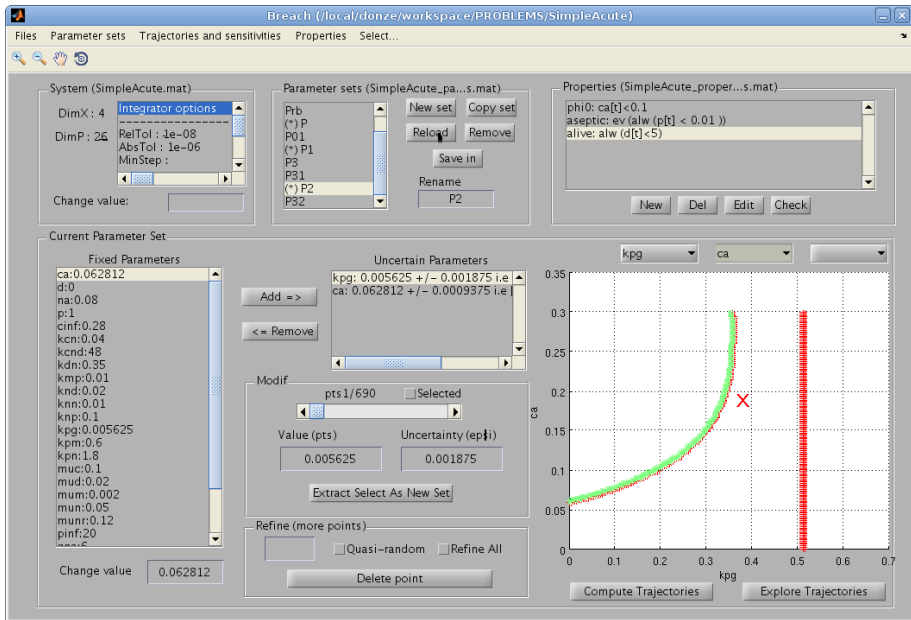 Breach (/local/donze/workspace/PROBLEMS/SimpleAcute)
Files Parameter sets Trajectories and sensitivities Properties Select...
System (SimpleAcute.mat)
DimX : 4
DimP : 26
Integrator options
--------------------
RelTol : 1e-08
AbsTol : 1e-06
MinStep :
Change value:
Parameter sets (SimpleAcute_pa...s.mat)
Prb
(*) P
P01
(*) P1
P3
P31
(*) P2
P32
New set Copy set
Reload Remove
Save in
Rename
P2
Properties (SimpleAcute_proper...s.mat)
phi0: ca[t]<0.1
aseptic: ev (alw (p[t] < 0.01 ))
alive: alw (d[t]<5)
New Del Edit Check
Current Parameter Set
Fixed Parameters
ca:0.062812
d:0
na:0.08
p:1
cinf:0.28
kcn:0.04
kcnd:48
kdn:0.35
kmp:0.01
knd:0.02
knn:0.01
knp:0.1
kpg:0.005625
kpm:0.6
kpn:1.8
muc:0.1
mud:0.02
mum:0.002
mun:0.05
munr:0.12
pinf:20
Change value 0.062812
Add =>
<= Remove
Uncertain Parameters
kpg: 0.005625 +/- 0.001875 i.e
ca: 0.062812 +/- 0.0009375 i.e |
Modif
pts1/690 Selected
Value (pts) Uncertainty (epsi)
0.005625 0.001875
Extract Select As New Set
Refine (more points)
Quasi-random Refine All
Delete point
kpg ca
0.35
0.3
0.25
0.2
0.15
0.1
0.05
0
ca
0 0.1 0.2 0.3 0.4 0.5 0.6 0.7
kpg
Compute Trajectories Explore Trajectories